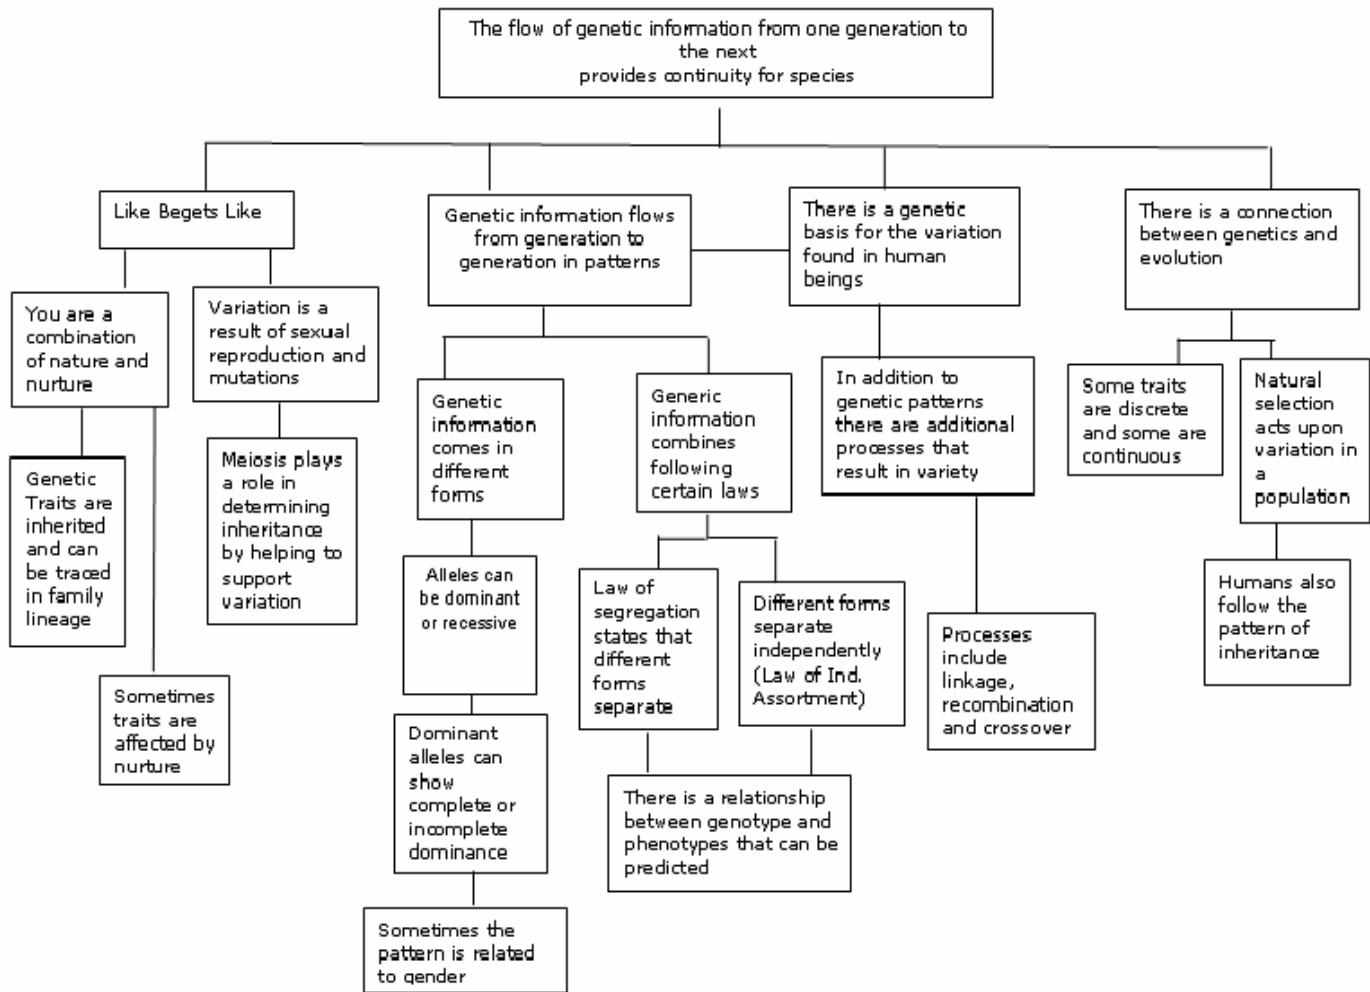 The flow of genetic information from one generation to
the next
provides continuity for species
Like Begets Like
Genetic information flows
from generation to
generation in patterns
There is a genetic
basis for the variation
found in human
beings
There is a connection
between genetics and
evolution
You are a
combination
of nature and
nurture
Variation is a
result of sexual
reproduction and
mutations
Genetic
information
comes in
different
forms
Generic
information
combines
following
certain laws
In addition to
genetic patterns
there are additional
processes that
result in variety
Some traits
are discrete
and some are
continuous
Natural
selection
acts upon
variation in
a
population
Genetic
Traits are
inherited
and can
be traced
in family
lineage
Meiosis plays
a role in
determining
inheritance
by helping to
support
variation
Alleles can
be dominant
or recessive
Law of
segregation
states that
different
forms
separate
Different forms
separate
independently
(Law of Ind.
Assortment)
Processes
include
linkage,
recombination
and crossover
Humans also
follow the
pattern of
inheritance
Sometimes
traits are
affected by
nurture
Dominant
alleles can
show
complete or
incomplete
dominance
There is a relationship
between genotype and
phenotypes that can be
predicted
Sometimes the
pattern is related
to gender